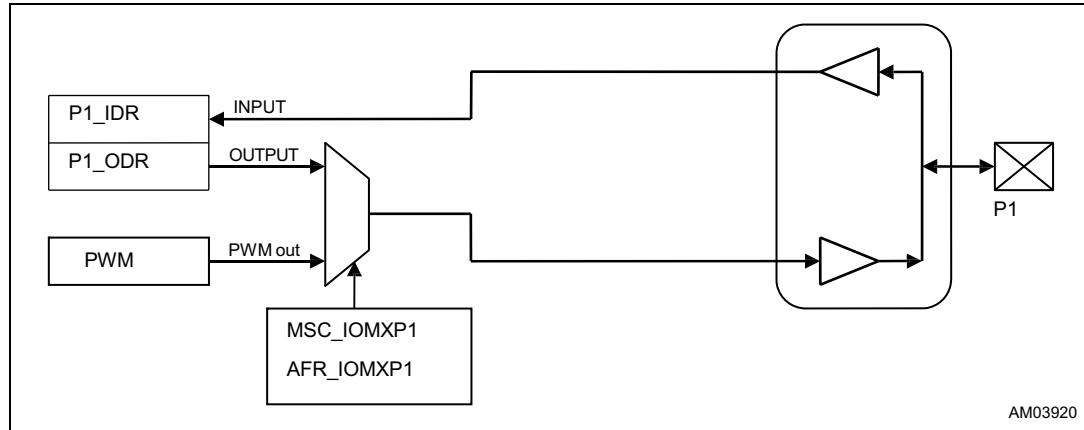 P1_IDR
INPUT
P1_ODR
OUTPUT
PWM
PWM out
MSC_IOMXP1
AFR_IOMXP1
P1
AM03920